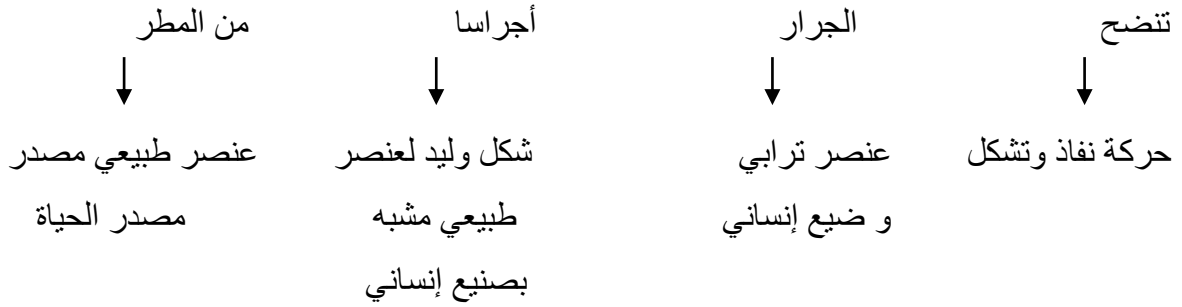 تنضح الجرار أجراسا من المطر
حركة نفاذ وتشكل عنصر ترابي شكل وليد لعنصر عنصر طبيعي مصدر
و ضيع إنساني طبيعي مشبه مصدر الحياة
بصنيع إنساني